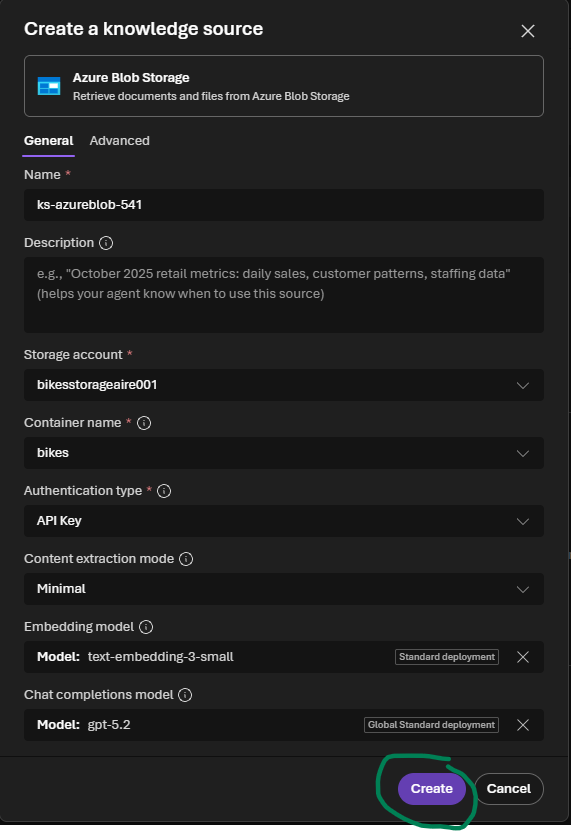 Create a knowledge source
Azure Blob Storage
Retrieve documents and files from Azure Blob Storage
General Advanced
Name *
ks-azureblob-541
Description
e.g., "October 2025 retail metrics: daily sales, customer patterns, staffing data"
(helps your agent know when to use this source)
Storage account *
bikesstorageaire001
Container name *
bikes
Authentication type *
API Key
Content extraction mode
Minimal
Embedding model
Model: text-embedding-3-small Standard deployment
Chat completions model
Model: gpt-5.2 Global Standard deployment
Create Cancel